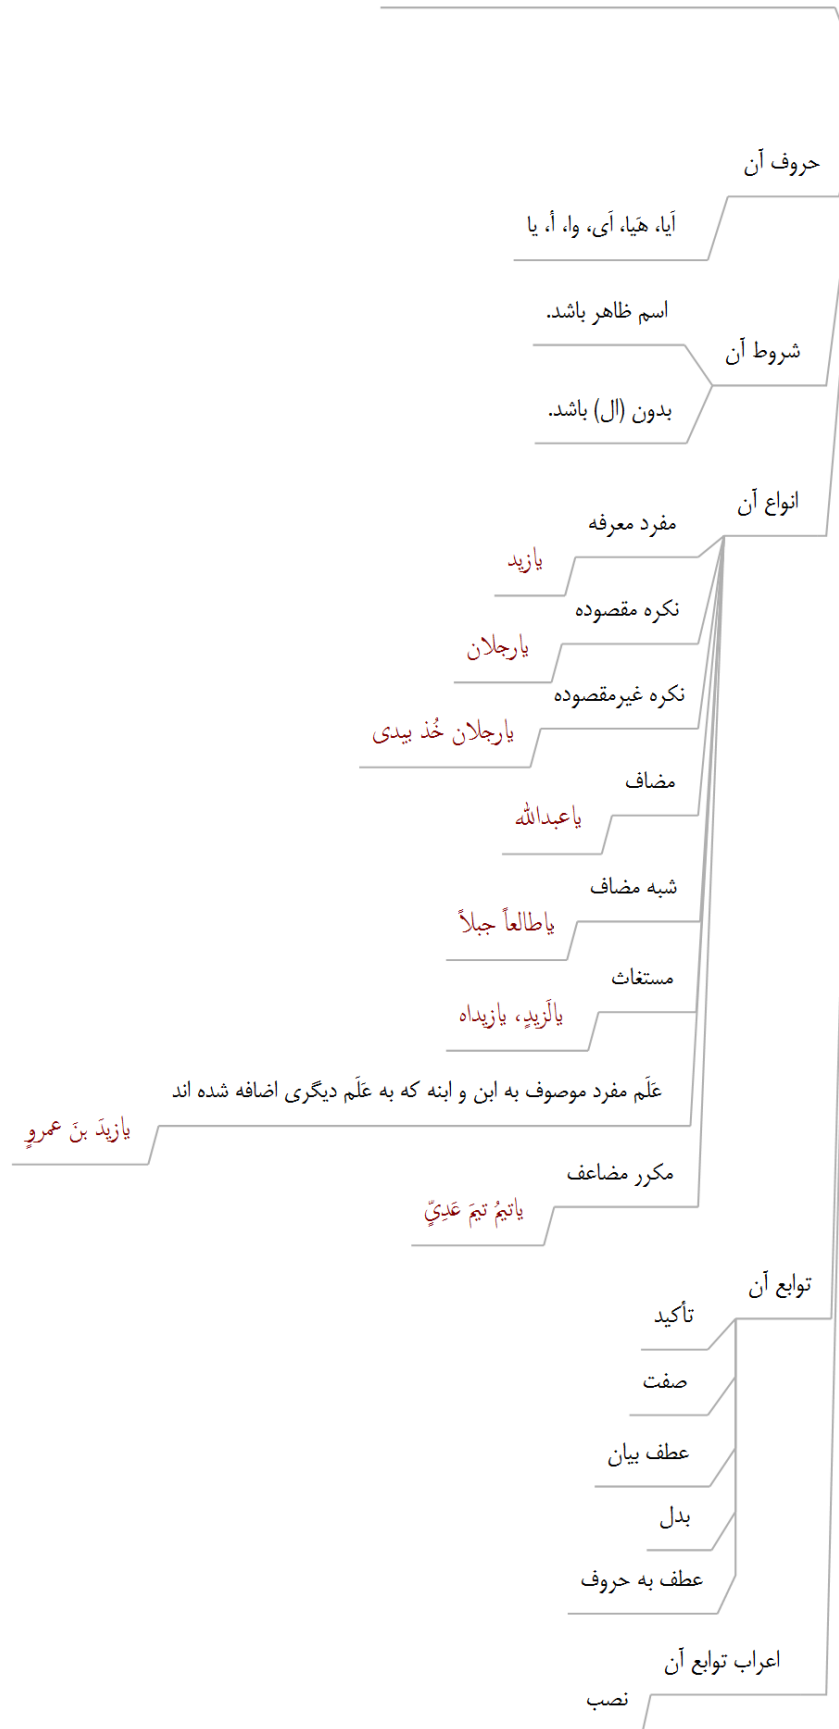 حروف آن
اَیا، هَیا، اَی، وا، أ، یا
شروط آن
اسم ظاهر باشد.
بدون (ال) باشد.
انواع آن
مفرد معرفه
یازید
نکره مقصوده
یارجلان
نکره غیرمقصوده
یارجلان خُذ بیدی
مضاف
یاعبدالله
شبه مضاف
یاطالعاً جبلاً
مستغاث
یالَزیدٍ، یازیداه
عَلَم مفرد موصوف به ابن و ابنه که به عَلَم دیگری اضافه شده اند
یازیدَ بنَ عمروٍ
مکرر مضاعف
یاتیمُ تیمَ عَدِیٍّ
توابع آن
تأکید
صفت
عطف بیان
بدل
عطف به حروف
اعراب توابع آن
نصب